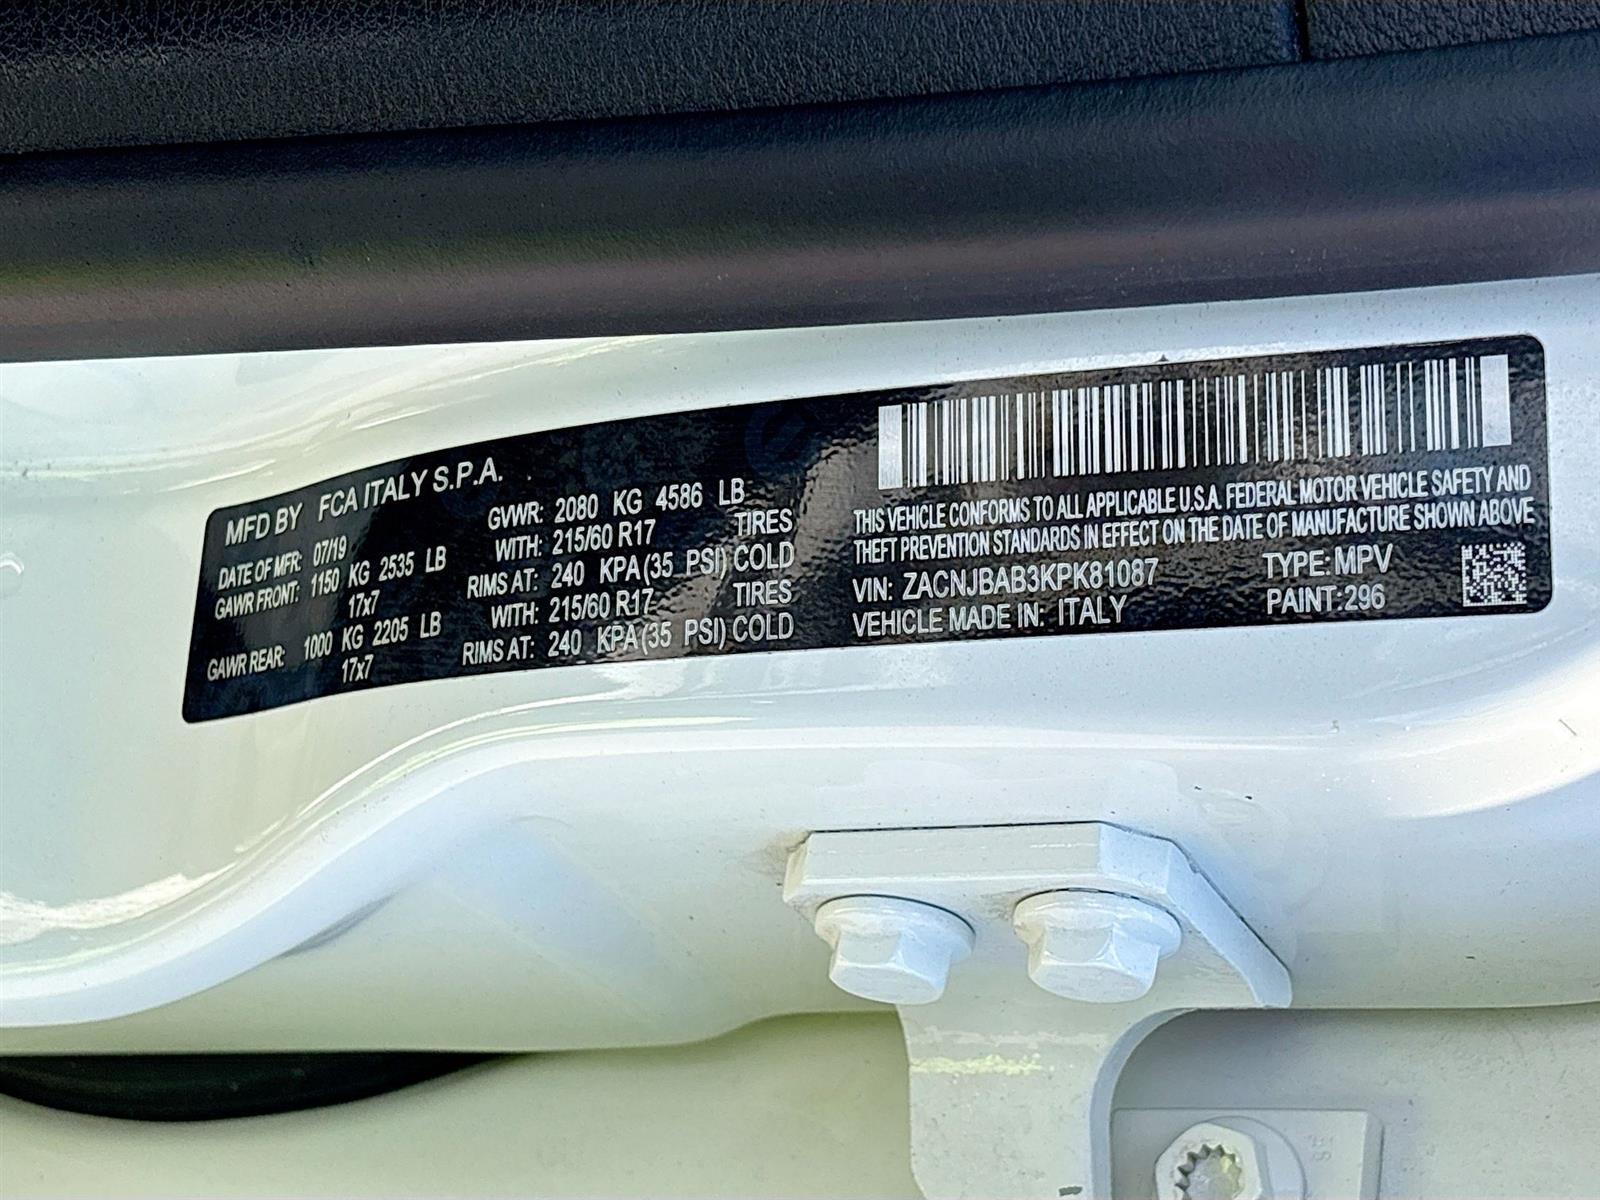 MFD BY FCA ITALY S.P.A.
DATE OF MFR: 07/19 GVWR: 2080 KG 4586 LB
GAWR FRONT: 1150 KG 2535 LB WITH: 215/60 R17 TIRES
17x7 RIMS AT: 240 KPA (35 PSI) COLD
GAWR REAR: 1000 KG 2205 LB WITH: 215/60 R17 TIRES
17x7 RIMS AT: 240 KPA (35 PSI) COLD
THIS VEHICLE CONFORMS TO ALL APPLICABLE U.S.A. FEDERAL MOTOR VEHICLE SAFETY AND
THEFT PREVENTION STANDARDS IN EFFECT ON THE DATE OF MANUFACTURE SHOWN ABOVE
VIN: ZACNJBAB3KPK81087 TYPE: MPV
VEHICLE MADE IN: ITALY PAINT: 296